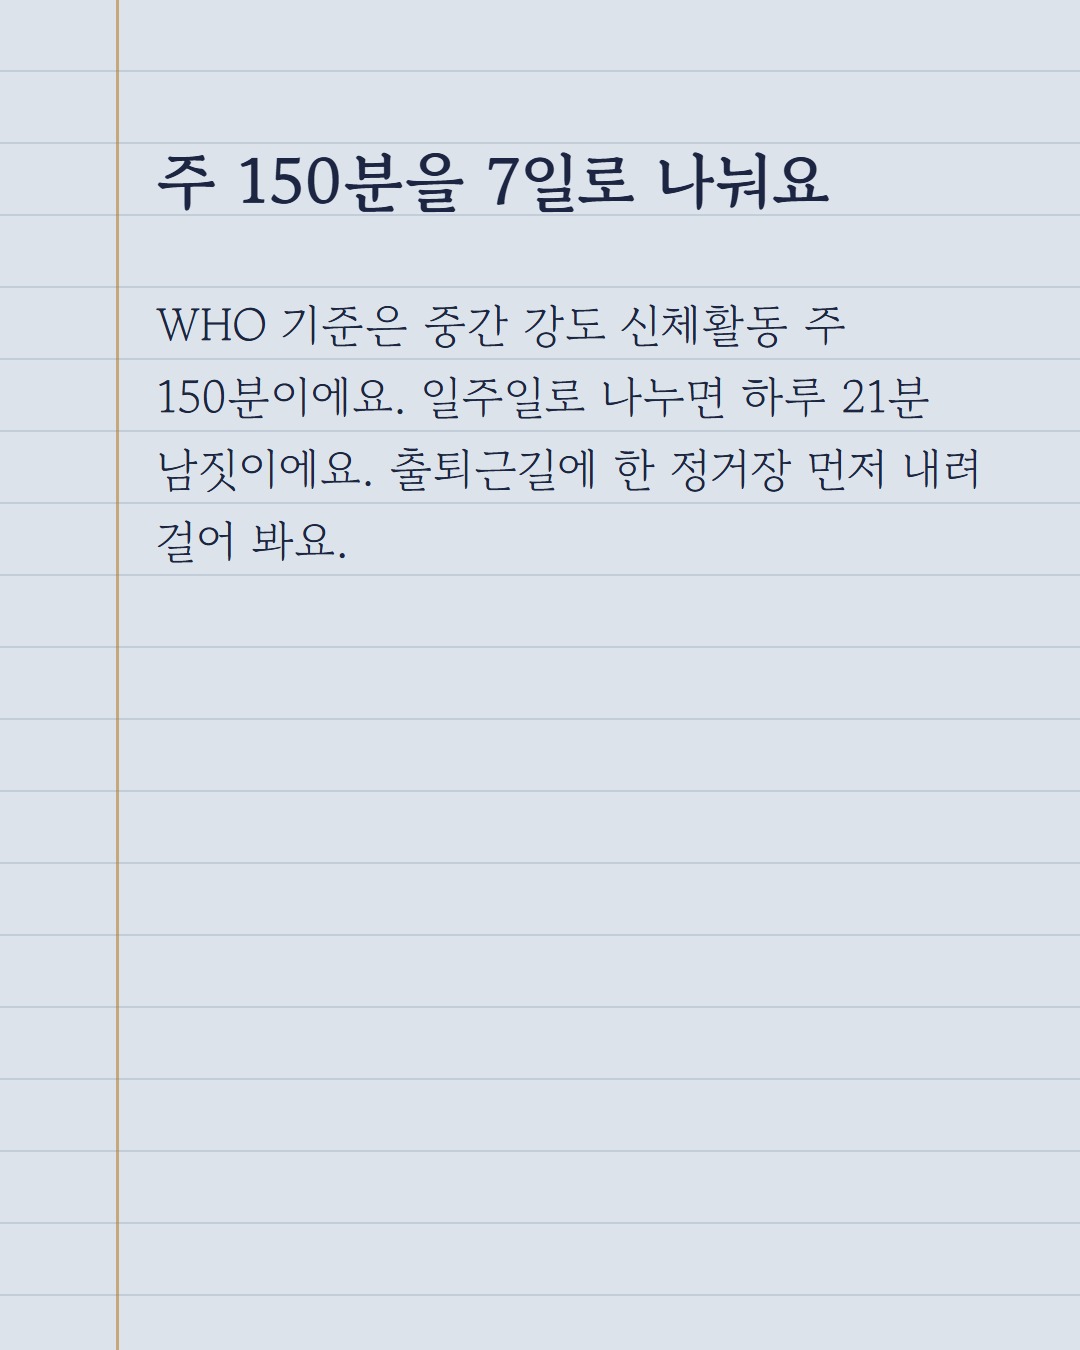 주 150분을 7일로 나눠요
WHO 기준은 중간 강도 신체활동 주
150분이에요. 일주일로 나누면 하루 21분
남짓이에요. 출퇴근길에 한 정거장 먼저 내려
걸어 봐요.